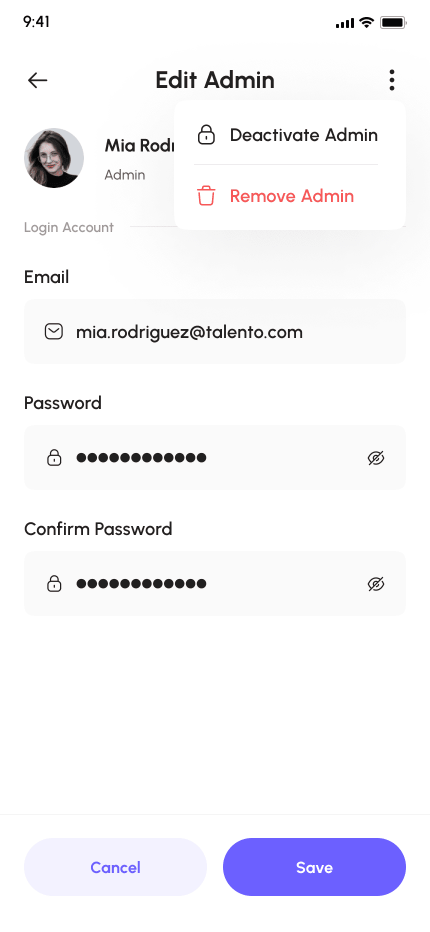 9:41
Edit Admin
Deactivate Admin
Mia Rodr
Admin
Remove Admin
Login Account
Email
mia.rodriguez@talento.com
Password
●●●●●●●●●●●●
Confirm Password
●●●●●●●●●●●●
Cancel
Save